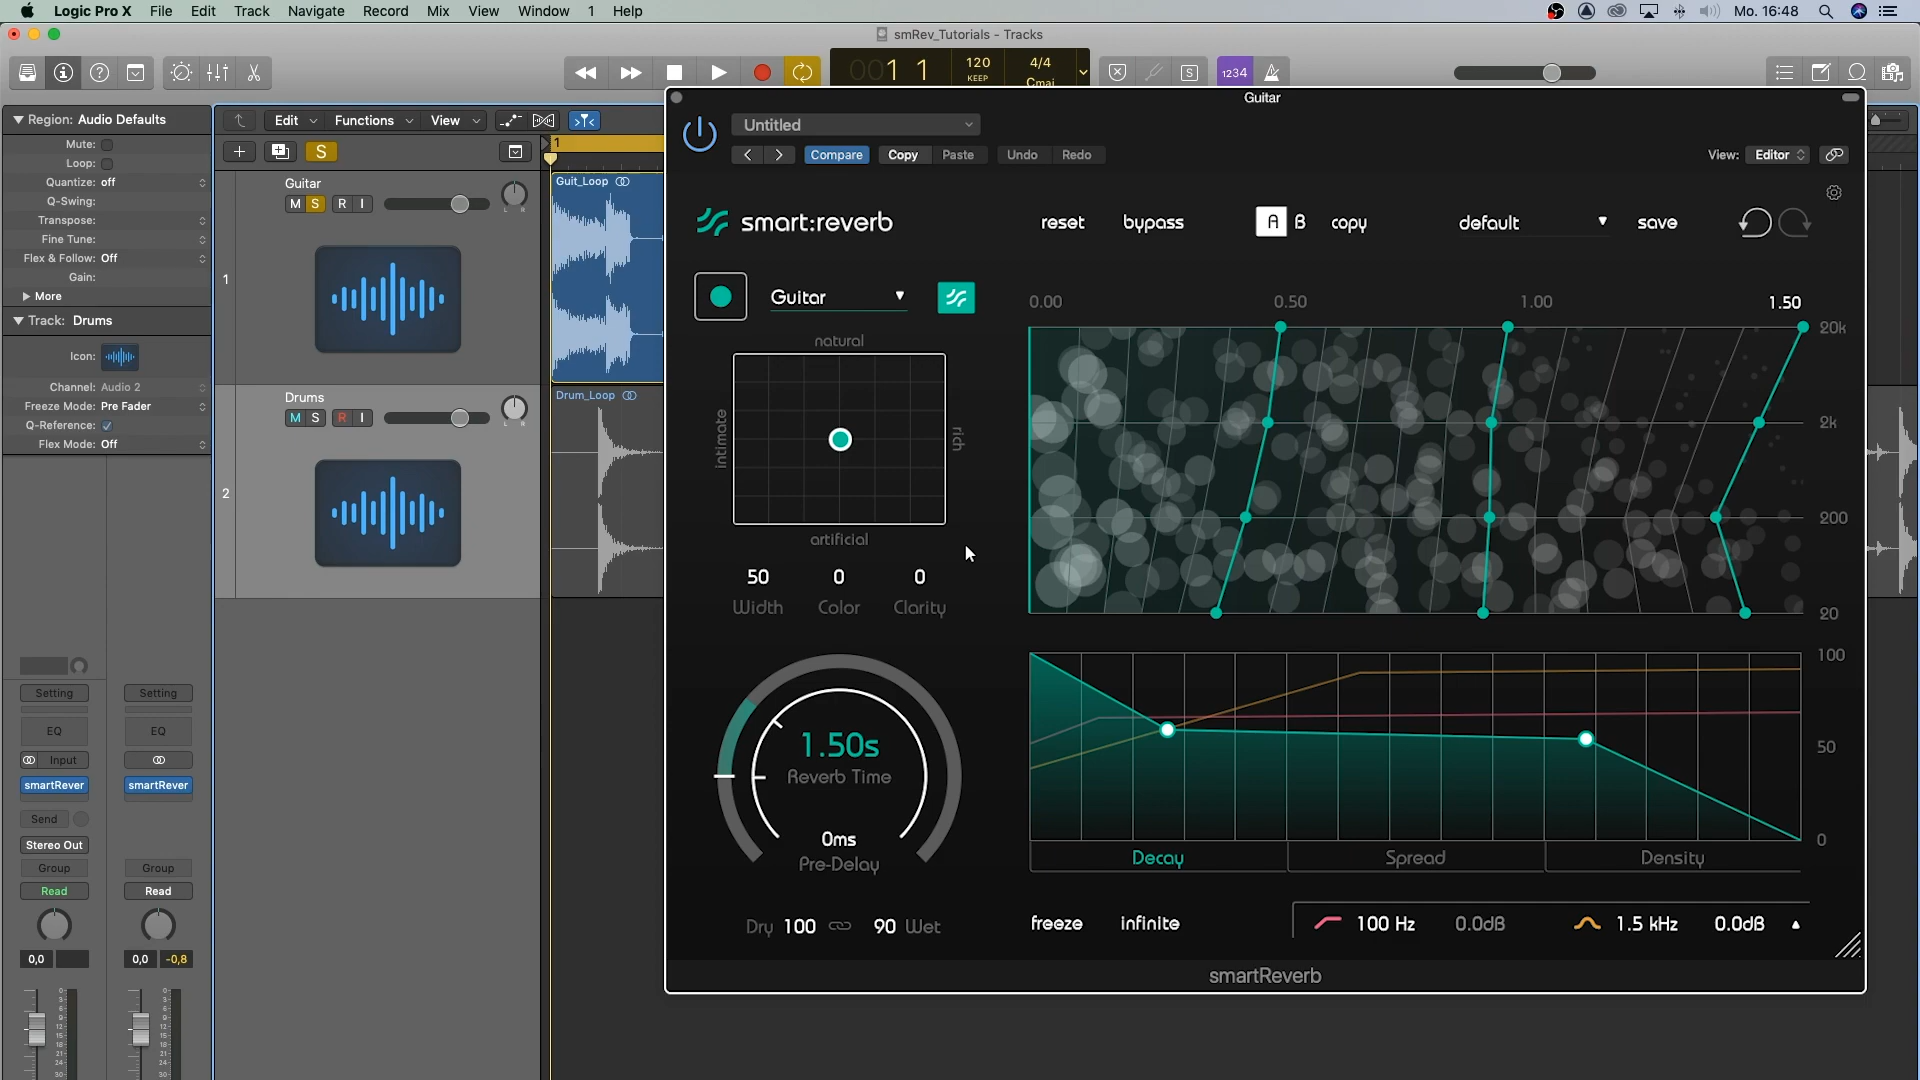 Logic Pro X File Edit Track Navigate Record Mix View Window 1 Help
Mo. 16:48
smRev_Tutorials - Tracks
001 1
120
KEEP
4/4
Cmaj
S
1234
Region: Audio Defaults
Mute:
Loop:
Quantize: off
Q-Swing:
Transpose:
Fine Tune:
Flex & Follow: Off
Gain:
More
Track: Drums
Icon:
Channel: Audio 2
Freeze Mode: Pre Fader
Q-Reference:
Flex Mode: Off
Setting Setting
EQ EQ
Input
smartRever smartRever
Send
Stereo Out
Group Group
Read Read
0,0 0,0 -0,8
Edit Functions View
S
1
1
Guitar
M S R I
L R
Guit_Loop
2
Drums
M S R I
L R
Drum_Loop
Guitar
Untitled
Compare Copy Paste Undo Redo
View: Editor
smart:reverb
reset bypass A B copy default save
Guitar
natural
intimate
rich
artificial
50 0 0
Width Color Clarity
1.50s
Reverb Time
0ms
Pre-Delay
Dry 100 90 Wet
0.00 0.50 1.00 1.50
20k
2k
200
20
100
50
0
Decay Spread Density
freeze infinite 100 Hz 0.0dB 1.5 kHz 0.0dB
smartReverb